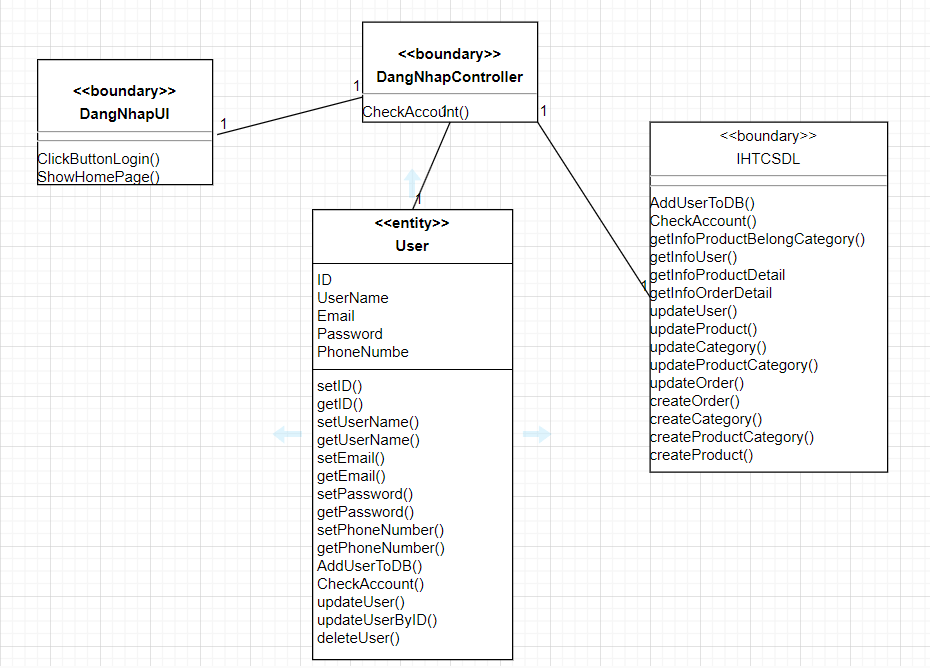 <<boundary>>
DangNhapUI
ClickButtonLogin()
ShowHomePage()
1
1
<<boundary>>
DangNhapController
CheckAccount()
1
1
1
1
<<entity>>
User
ID
UserName
Email
Password
PhoneNumbe
setID()
getID()
setUserName()
getUserName()
setEmail()
getEmail()
setPassword()
getPassword()
setPhoneNumber()
getPhoneNumber()
AddUserToDB()
CheckAccount()
updateUser()
updateUserByID()
deleteUser()
<<boundary>>
IHTCSDL
AddUserToDB()
CheckAccount()
getInfoProductBelongCategory()
getInfoUser()
getInfoProductDetail
getInfoOrderDetail
updateUser()
updateProduct()
updateCategory()
updateProductCategory()
updateOrder()
createOrder()
createCategory()
createProductCategory()
createProduct()